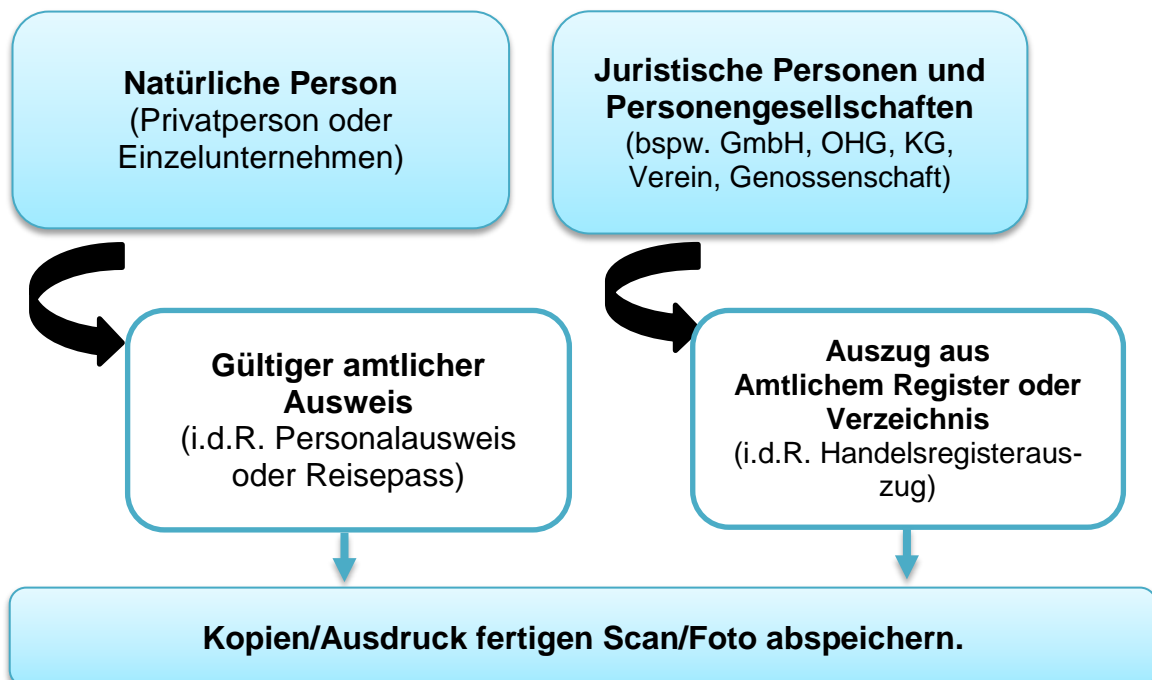 Natürliche Person
(Privatperson oder
Einzelunternehmen)
Juristische Personen und
Personengesellschaften
(bspw. GmbH, OHG, KG,
Verein, Genossenschaft)
Gültiger amtlicher
Ausweis
(i.d.R. Personalausweis
oder Reisepass)
Auszug aus
Amtlichem Register oder
Verzeichnis
(i.d.R. Handelsregisteraus-
zug)
Kopien/Ausdruck fertigen Scan/Foto abspeichern.